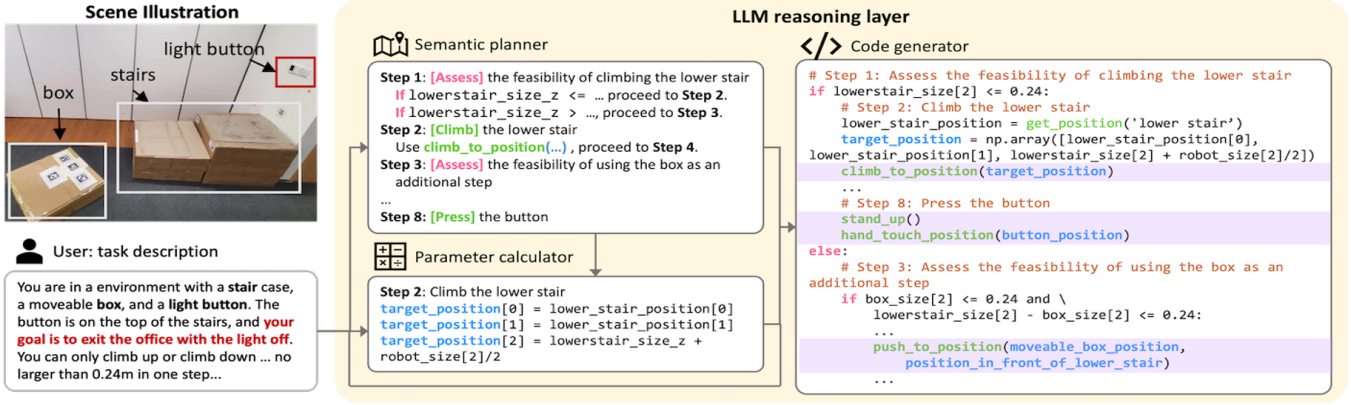 Scene Illustration
light button
stairs
box
User: task description
You are in a environment with a stair case,
a moveable box, and a light button. The
button is on the top of the stairs, and your
goal is to exit the office with the light off.
You can only climb up or climb down ... no
larger than 0.24m in one step...
LLM reasoning layer
Semantic planner
Step 1: [Assess] the feasibility of climbing the lower stair
If lowerstair_size_z <= … proceed to Step 2.
If lowerstair_size_z > …, proceed to Step 3.
Step 2: [Climb] the lower stair
Use climb_to_position(...) , proceed to Step 4.
Step 3: [Assess] the feasibility of using the box as an
additional step
...
Step 8: [Press] the button
Parameter calculator
Step 2: Climb the lower stair
target_position[0] = lower_stair_position[0]
target_position[1] = lower_stair_position[1]
target_position[2] = lowerstair_size_z +
robot_size[2]/2
</> Code generator
# Step 1: Assess the feasibility of climbing the lower stair
if lowerstair_size[2] <= 0.24:
# Step 2: Climb the lower stair
lower_stair_position = get_position('lower stair’)
target_position = np.array([lower_stair_position[0],
lower_stair_position[1], lowerstair_size[2] + robot_size[2]/2])
climb_to_position(target_position)
...
# Step 8: Press the button
stand_up()
hand_touch_position(button_position)
else:
# Step 3: Assess the feasibility of using the box as an
additional step
if box_size[2] <= 0.24 and \
lowerstair_size[2] - box_size[2] <= 0.24:
...
push_to_position(moveable_box_position,
position_in_front_of_lower_stair)
...